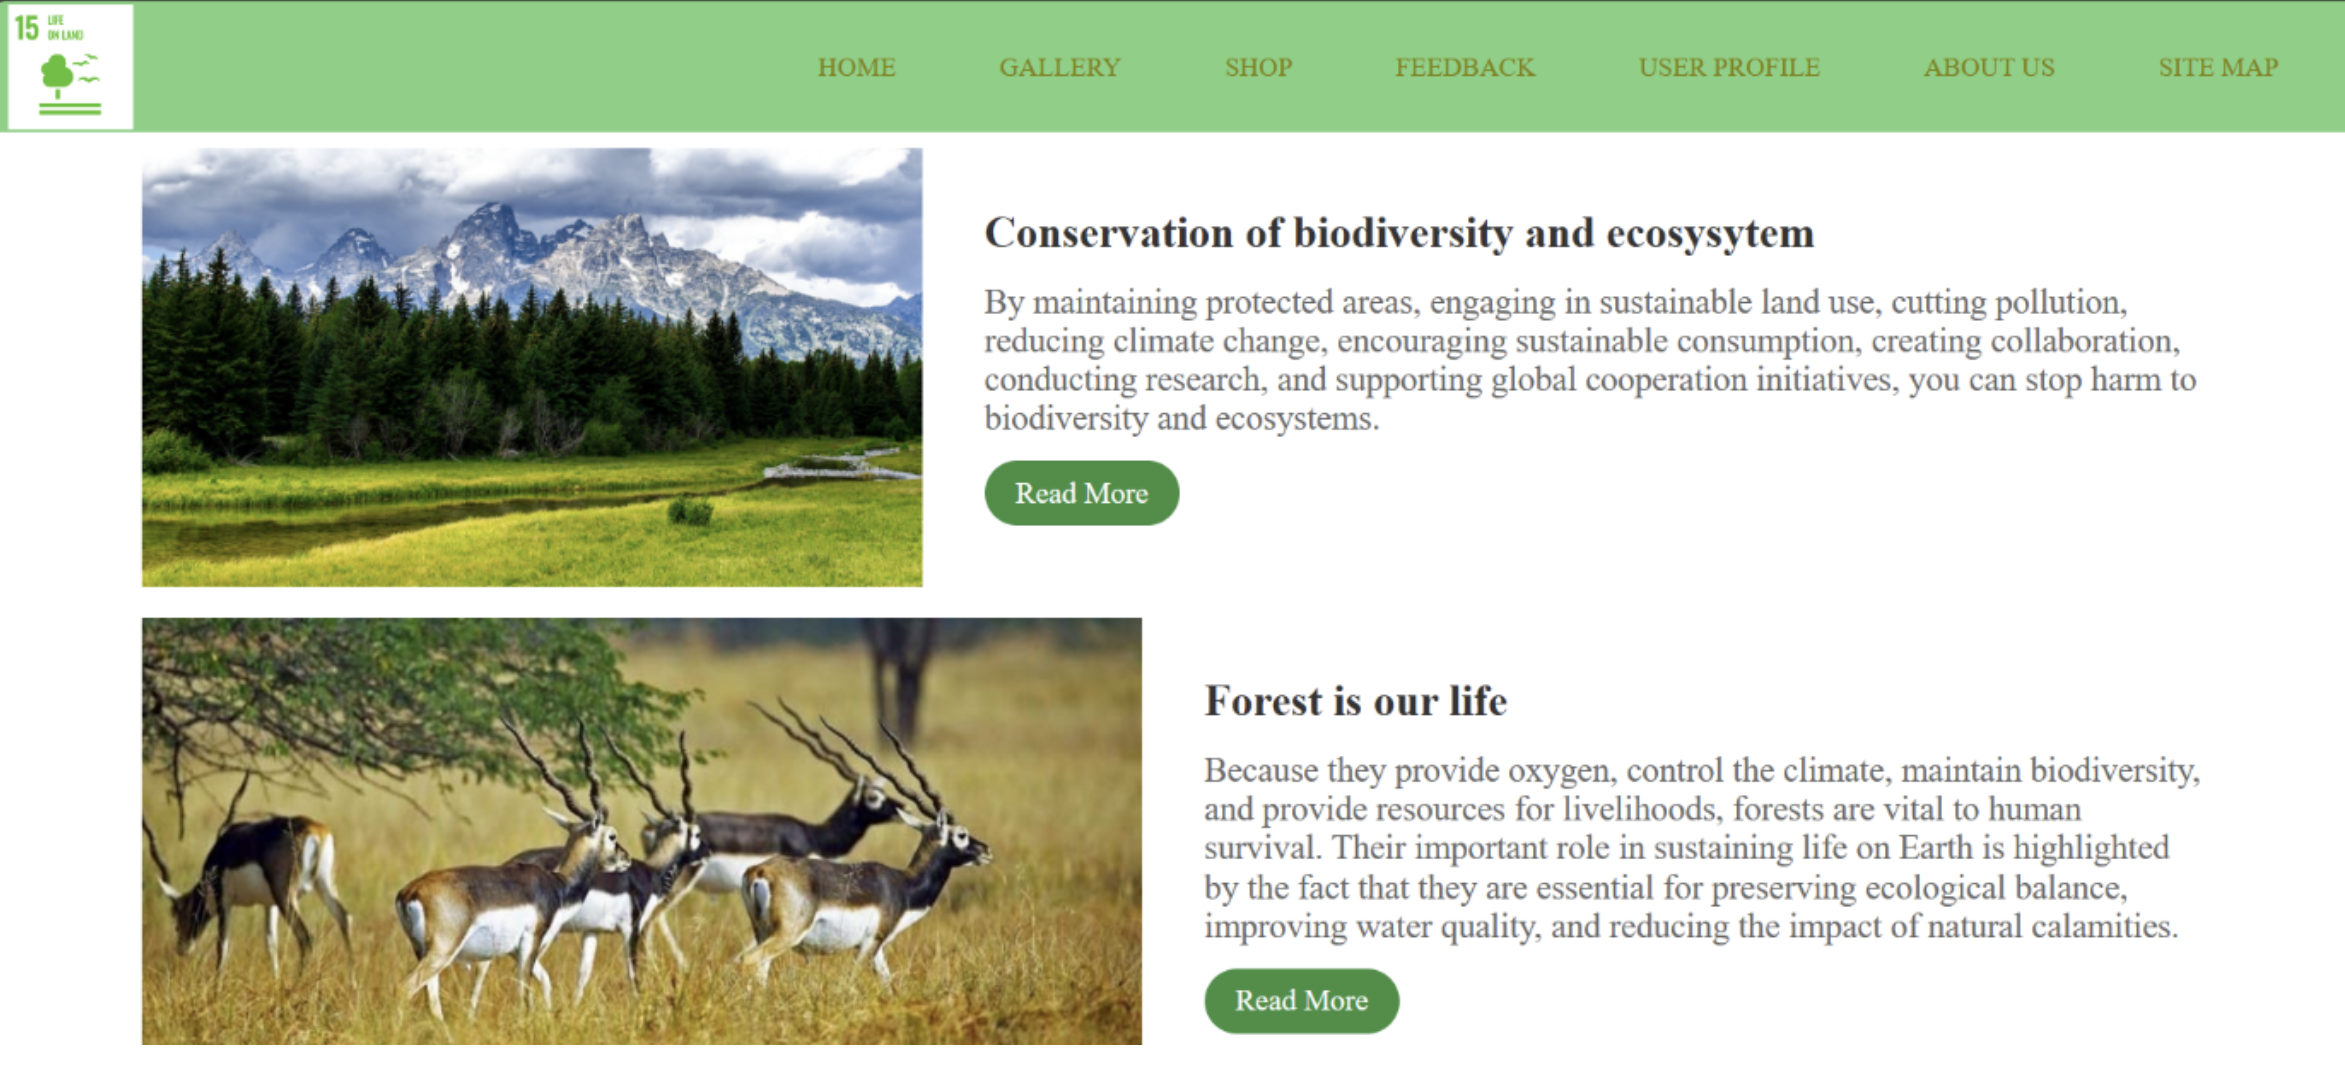 15 LIFE
ON LAND
HOME GALLERY SHOP FEEDBACK USER PROFILE ABOUT US SITE MAP
Conservation of biodiversity and ecosysytem
By maintaining protected areas, engaging in sustainable land use, cutting pollution,
reducing climate change, encouraging sustainable consumption, creating collaboration,
conducting research, and supporting global cooperation initiatives, you can stop harm to
biodiversity and ecosystems.
Read More
Forest is our life
Because they provide oxygen, control the climate, maintain biodiversity,
and provide resources for livelihoods, forests are vital to human
survival. Their important role in sustaining life on Earth is highlighted
by the fact that they are essential for preserving ecological balance,
improving water quality, and reducing the impact of natural calamities.
Read More